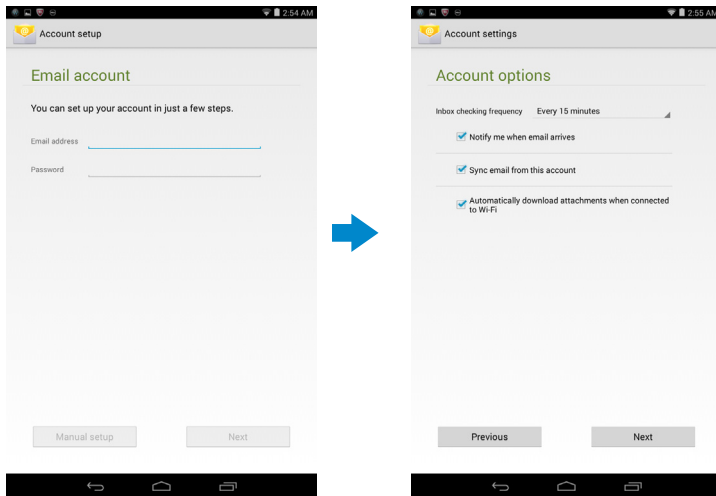 2:54 AM
Account setup
Email account
You can set up your account in just a few steps.
Email address
Password
Manual setup
Next
2:55 AM
Account settings
Account options
Inbox checking frequency Every 15 minutes
Notify me when email arrives
Sync email from this account
Automatically download attachments when connected
to Wi-Fi
Previous
Next